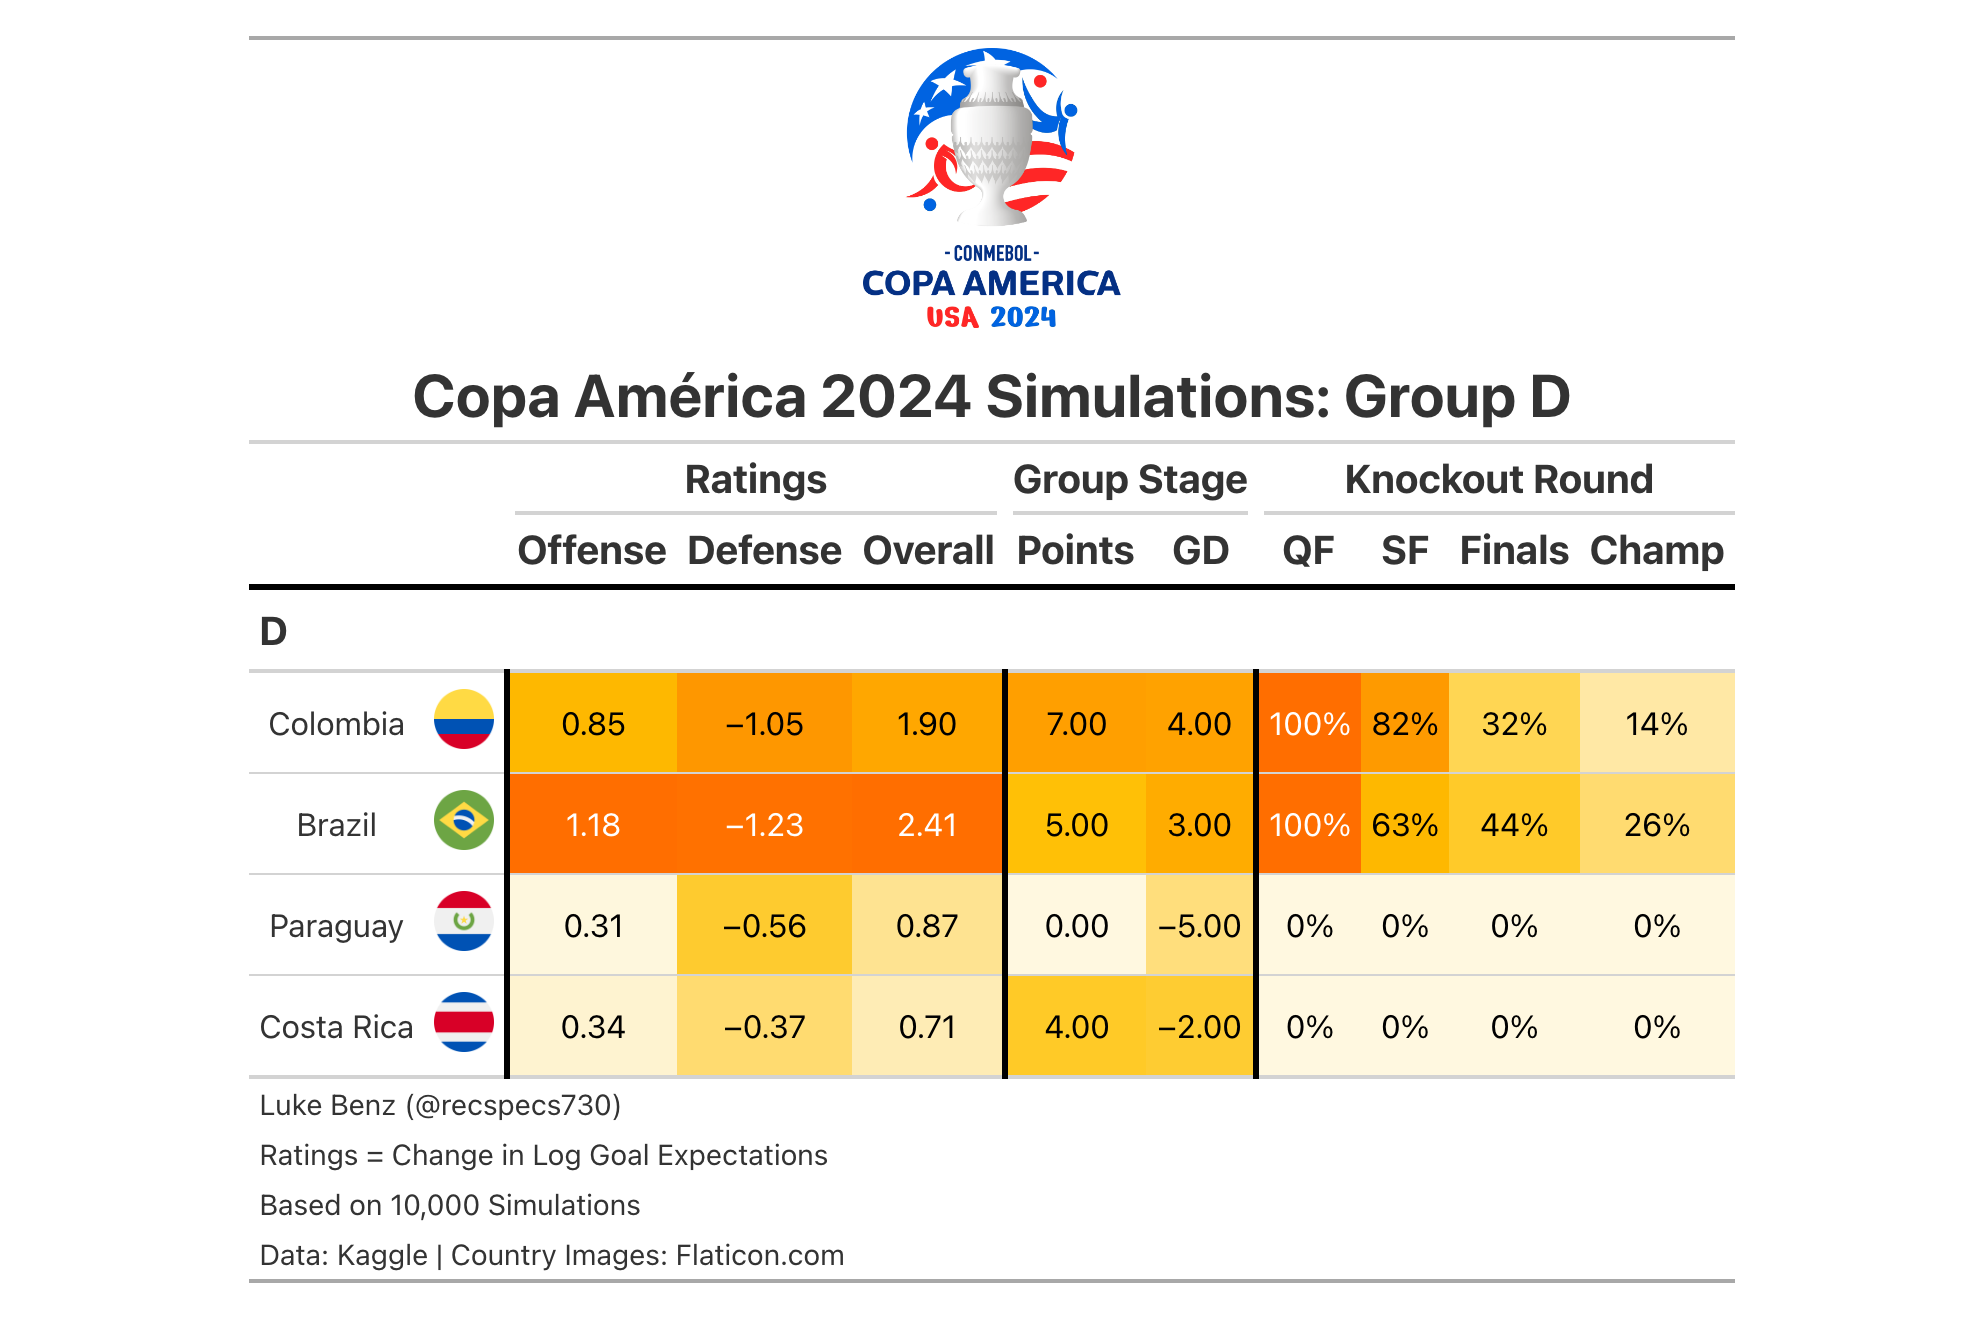 - CONMEBOL -
COPA AMERICA
USA 2024
Copa América 2024 Simulations: Group D
Ratings Group Stage Knockout Round
Offense Defense Overall Points GD QF SF Finals Champ
D
Colombia 0.85 −1.05 1.90 7.00 4.00 100% 82% 32% 14%
Brazil 1.18 −1.23 2.41 5.00 3.00 100% 63% 44% 26%
Paraguay 0.31 −0.56 0.87 0.00 −5.00 0% 0% 0% 0%
Costa Rica 0.34 −0.37 0.71 4.00 −2.00 0% 0% 0% 0%
Luke Benz (@recspecs730)
Ratings = Change in Log Goal Expectations
Based on 10,000 Simulations
Data: Kaggle | Country Images: Flaticon.com